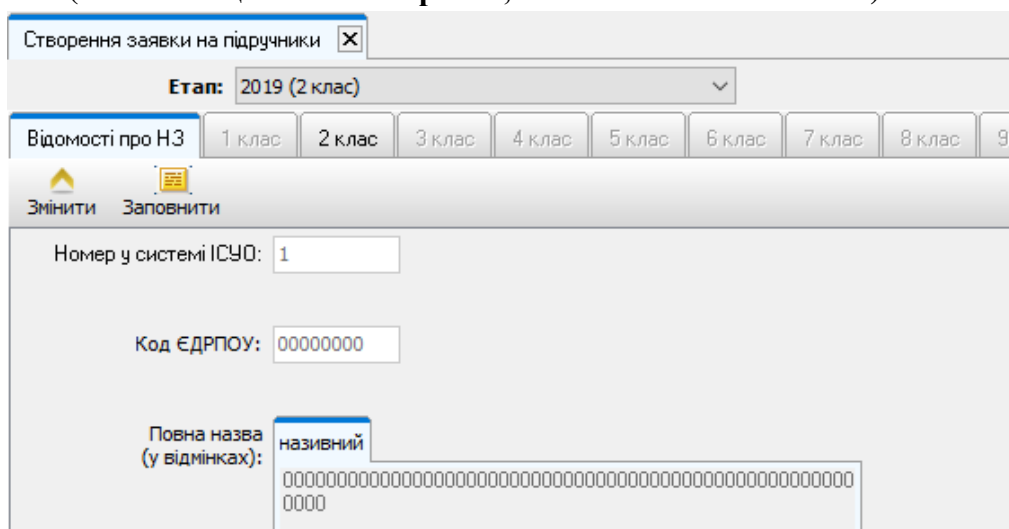 Створення заявки на підручники
Етап: 2019 (2 клас)
Відомості про НЗ 1 клас 2 клас 3 клас 4 клас 5 клас 6 клас 7 клас 8 клас 9
Змінити Заповнити
Номер у системі ІСУО: 1
Код ЄДРПОУ: 00000000
Повна назва
(у відмінках):
називний
00000000000000000000000000000000000000000000000000000
0000